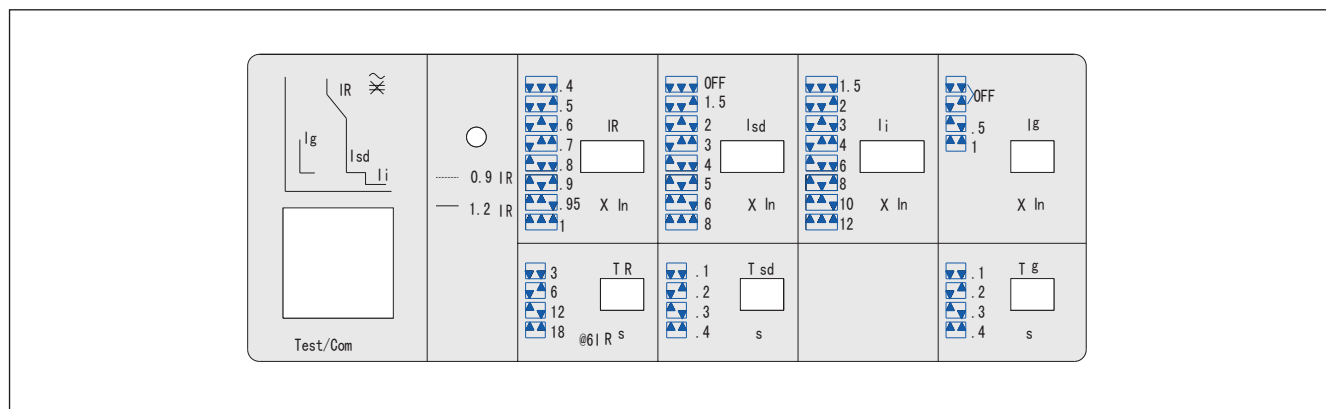 IR
Ig
Isd
Ii
Test/Com
0.9 IR
1.2 IR
.4
.5
.6
.7
.8
.9
.95
1
IR
X In
OFF
1.5
2
3
4
5
6
8
Isd
X In
1.5
2
3
4
6
8
10
12
Ii
X In
OFF
.5
1
Ig
X In
3
6
12
18
TR
@6IR s
.1
.2
.3
.4
Tsd
s
.1
.2
.3
.4
Tg
s